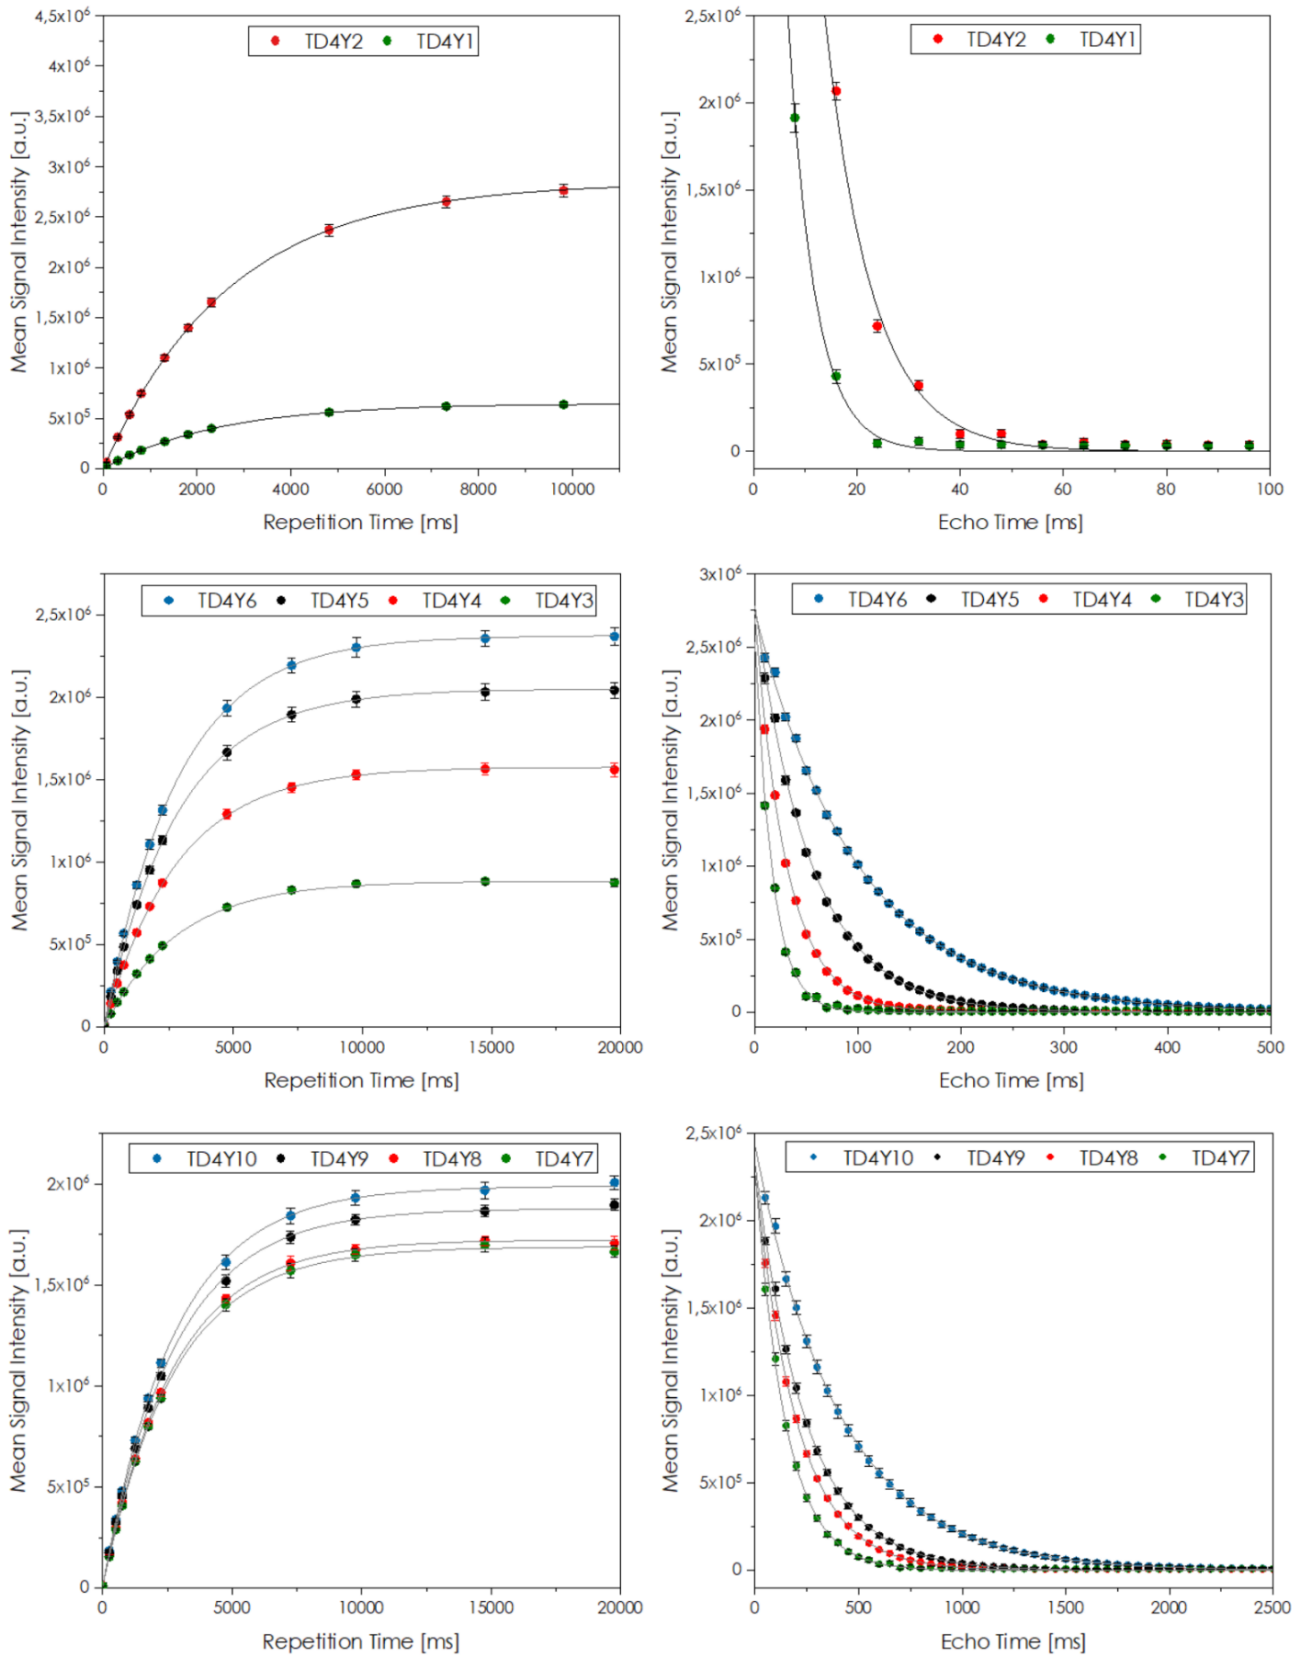 4,5x10⁶
4x10⁶
3,5x10⁶
3x10⁶
2,5x10⁶
2x10⁶
1,5x10⁶
1x10⁶
5x10⁵
0
Mean Signal Intensity [a.u.]
TD4Y2 TD4Y1
0 2000 4000 6000 8000 10000
Repetition Time [ms]
2,5x10⁶
2x10⁶
1,5x10⁶
1x10⁶
5x10⁵
0
Mean Signal Intensity [a.u.]
TD4Y2 TD4Y1
0 20 40 60 80 100
Echo Time [ms]
2,5x10⁶
2x10⁶
1,5x10⁶
1x10⁶
5x10⁵
0
Mean Signal Intensity [a.u.]
TD4Y6 TD4Y5 TD4Y4 TD4Y3
0 5000 10000 15000 20000
Repetition Time [ms]
3x10⁶
2,5x10⁶
2x10⁶
1,5x10⁶
1x10⁶
5x10⁵
0
Mean Signal Intensity [a.u.]
TD4Y6 TD4Y5 TD4Y4 TD4Y3
0 100 200 300 400 500
Echo Time [ms]
2x10⁶
1,5x10⁶
1x10⁶
5x10⁵
0
Mean Signal Intensity [a.u.]
TD4Y10 TD4Y9 TD4Y8 TD4Y7
0 5000 10000 15000 20000
Repetition Time [ms]
2,5x10⁶
2x10⁶
1,5x10⁶
1x10⁶
5x10⁵
0
Mean Signal Intensity [a.u.]
TD4Y10 TD4Y9 TD4Y8 TD4Y7
0 500 1000 1500 2000 2500
Echo Time [ms]